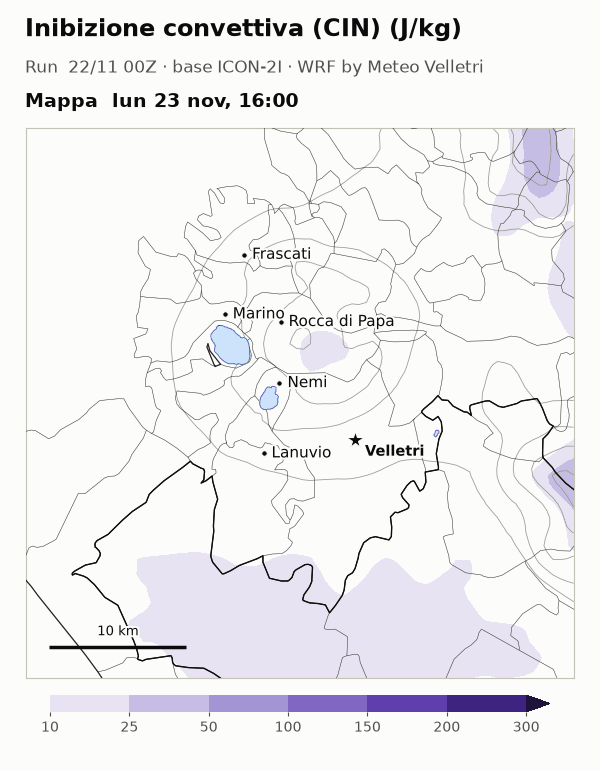 Inibizione convettiva (CIN) (J/kg)
Run  22/11 00Z · base ICON-2I · WRF by Meteo Velletri
Mappa  lun 23 nov, 16:00
Frascati
Marino
Rocca di Papa
Nemi
Velletri
Lanuvio
10 km
10 25 50 100 150 200 300